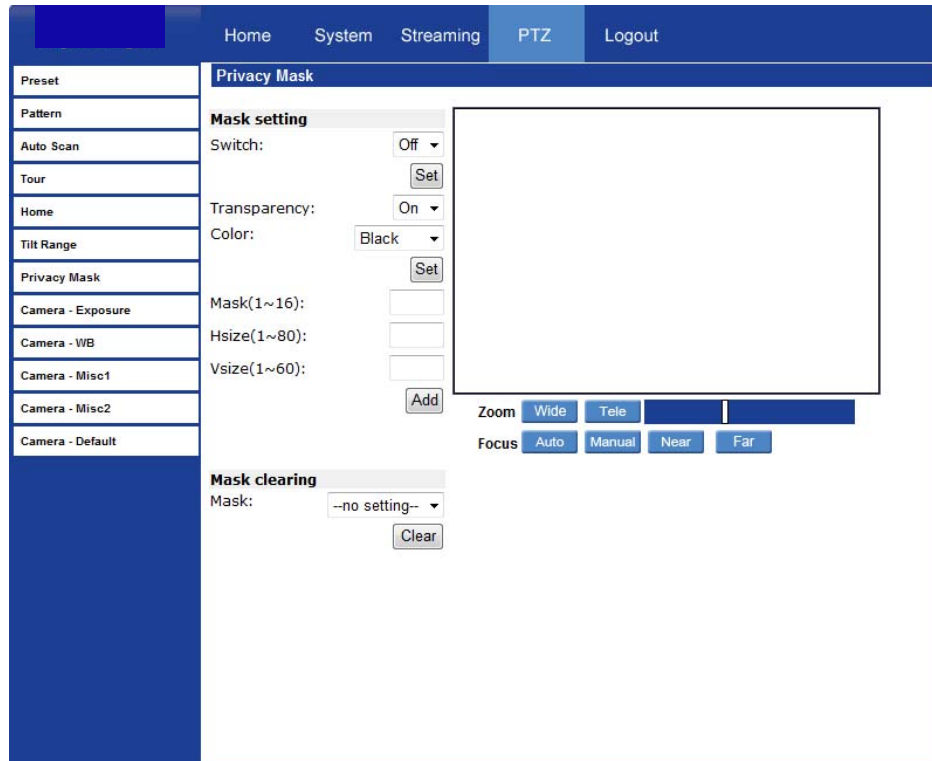 Home System Streaming PTZ Logout
Preset
Pattern
Auto Scan
Tour
Home
Tilt Range
Privacy Mask
Camera - Exposure
Camera - WB
Camera - Misc1
Camera - Misc2
Camera - Default
Privacy Mask
Mask setting
Switch: Off
Set
Transparency: On
Color: Black
Set
Mask(1~16):
Hsize(1~80):
Vsize(1~60):
Add
Zoom Wide Tele
Focus Auto Manual Near Far
Mask clearing
Mask: --no setting--
Clear